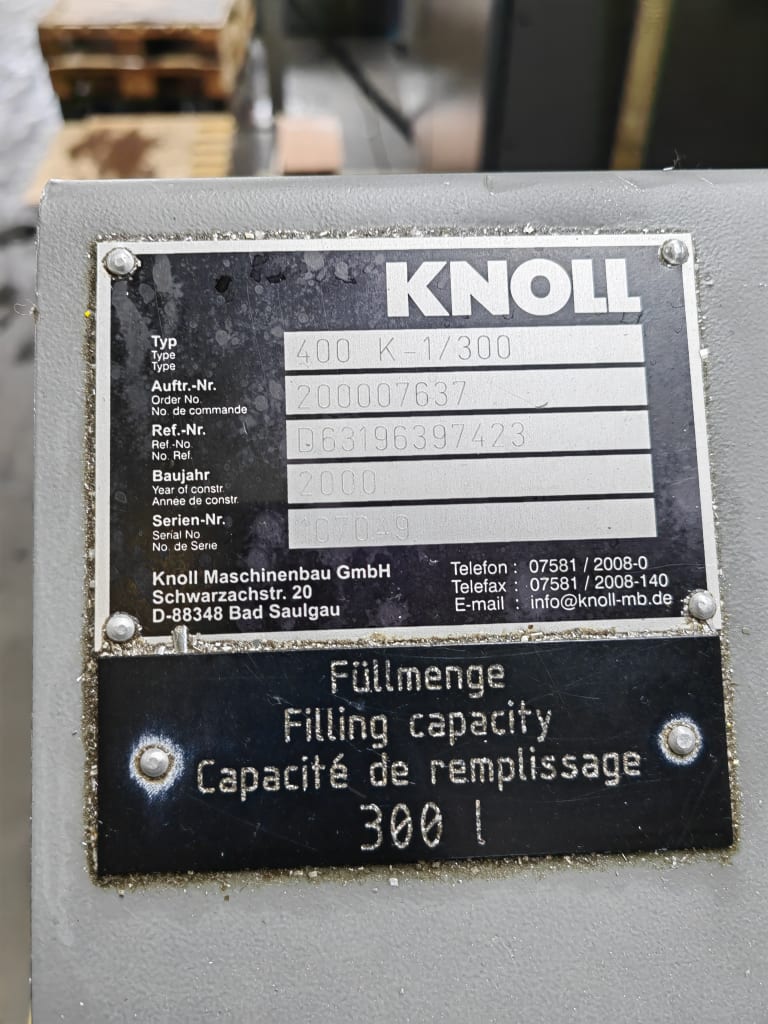 KNOLL
Typ
Type
Type
400 K-1/300
Auftr.-Nr.
Order No.
No. de commande
200007637
Ref.-Nr.
Ref.-No.
No. Ref.
D63196397423
Baujahr
Year of constr.
Année de constr.
2000
Serien-Nr.
Serial No
No. de Serie
Knoll Maschinenbau GmbH
Schwarzachstr. 20
D-88348 Bad Saulgau
Telefon : 07581 / 2008-0
Telefax : 07581 / 2008-140
E-mail : info@knoll-mb.de
Füllmenge
Filling capacity
Capacité de remplissage
300 l